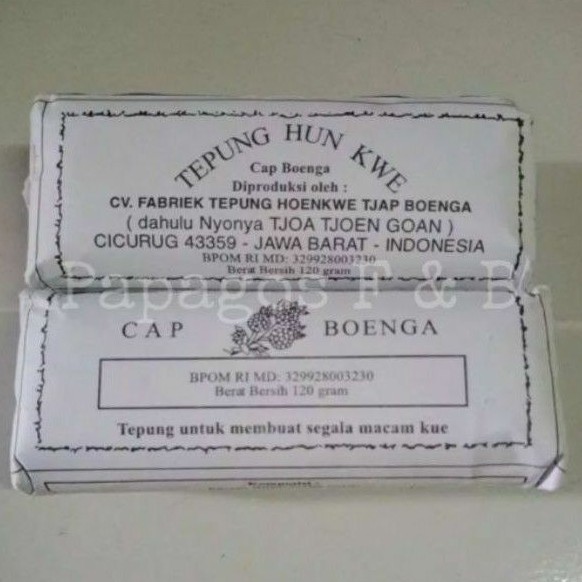 TEPUNG HUN KWE
Cap Boenga
Diproduksi oleh :
CV. FABRIEK TEPUNG HOENKWE TJAP BOENGA
( dahulu Nyonya TJOA TJOEN GOAN )
CICURUG 43359 - JAWA BARAT - INDONESIA
BPOM RI MD: 329928003230
Berat Bersih 120 gram
Papagos F & B
CAP BOENGA
BPOM RI MD: 329928003230
Berat Bersih 120 gram
Tepung untuk membuat segala macam kue